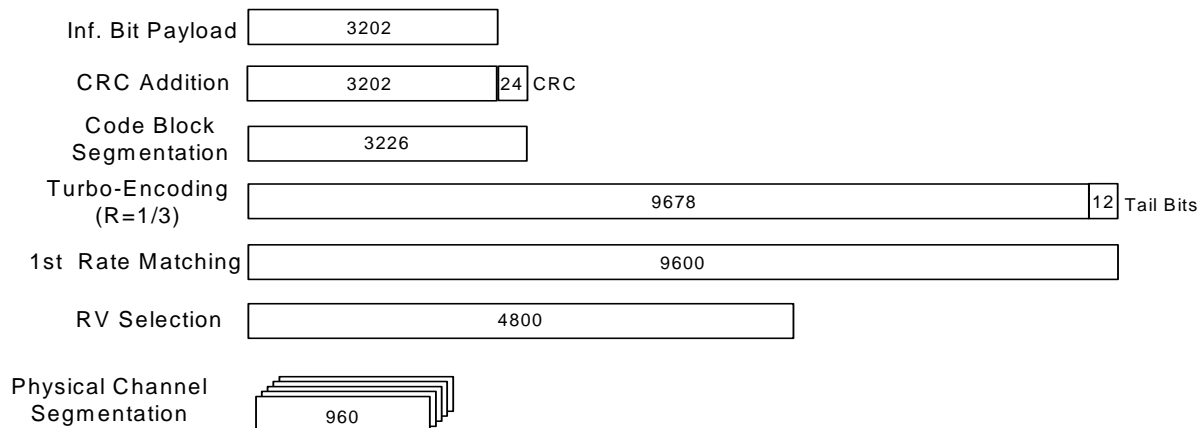 Inf. Bit Payload 3202
CRC Addition 3202 24 CRC
Code Block
Segmentation 3226
Turbo-Encoding
(R=1/3) 9678 12 Tail Bits
1st Rate Matching 9600
RV Selection 4800
Physical Channel
Segmentation 960